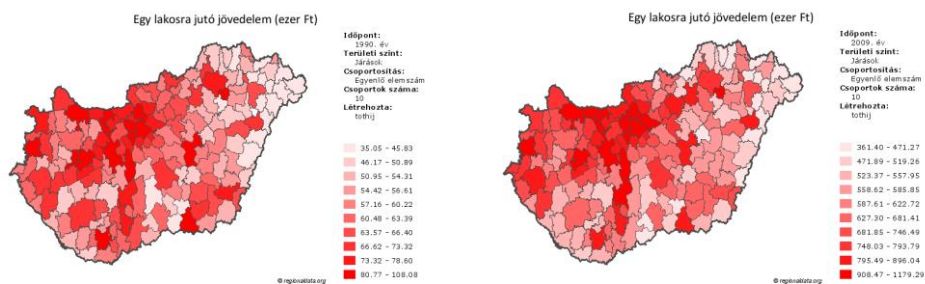 Egy lakosra jutó jövedelem (ezer Ft)
Időpont:
1990. év
Területi szint:
Járások
Csoportosítás:
Egyenlő elemszám
Csoportok száma:
10
Létrehozta:
tothij
35.05 - 45.83
46.17 - 50.89
50.95 - 54.31
54.42 - 56.61
57.16 - 60.22
60.48 - 63.39
63.57 - 66.40
66.62 - 73.32
73.32 - 78.60
80.77 - 108.08
© regionaldata.org
Egy lakosra jutó jövedelem (ezer Ft)
Időpont:
2009. év
Területi szint:
Járások
Csoportosítás:
Egyenlő elemszám
Csoportok száma:
10
Létrehozta:
tothij
361.40 - 471.27
471.89 - 519.26
523.37 - 557.95
558.62 - 585.85
587.61 - 622.72
627.30 - 681.41
681.85 - 746.49
748.03 - 793.79
795.49 - 896.04
908.47 - 1179.29
© regionaldata.org